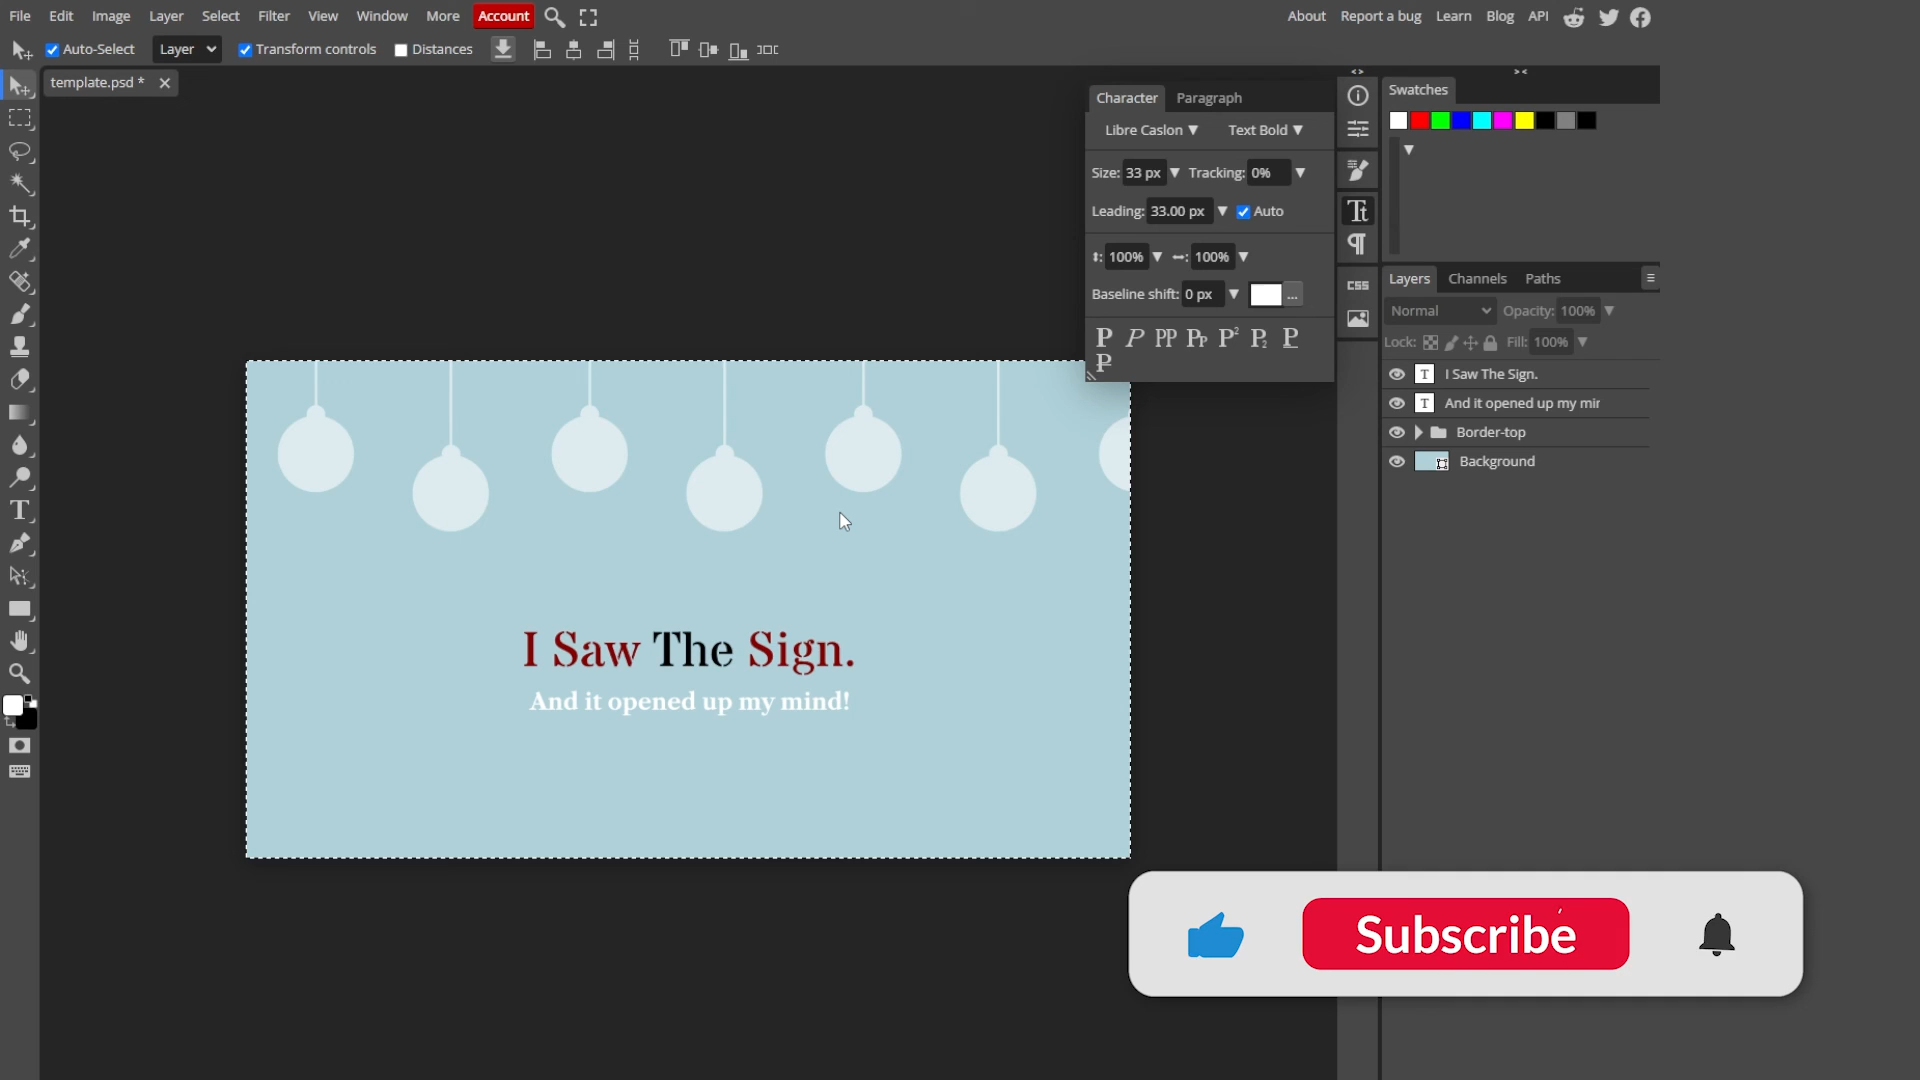 File Edit Image Layer Select Filter View Window More Account
About Report a bug Learn Blog API
Auto-Select Layer Transform controls Distances
template.psd *
Character Paragraph
Libre Caslon Text Bold
Size: 33 px Tracking: 0%
Leading: 33.00 px Auto
100% 100%
Baseline shift: 0 px ...
P P PP Pp P2 P2 P
P
CSS
Swatches
Layers Channels Paths
Normal Opacity: 100%
Lock: Fill: 100%
T I Saw The Sign.
T And it opened up my mir
Border-top
Background
I Saw The Sign.
And it opened up my mind!
Subscribe